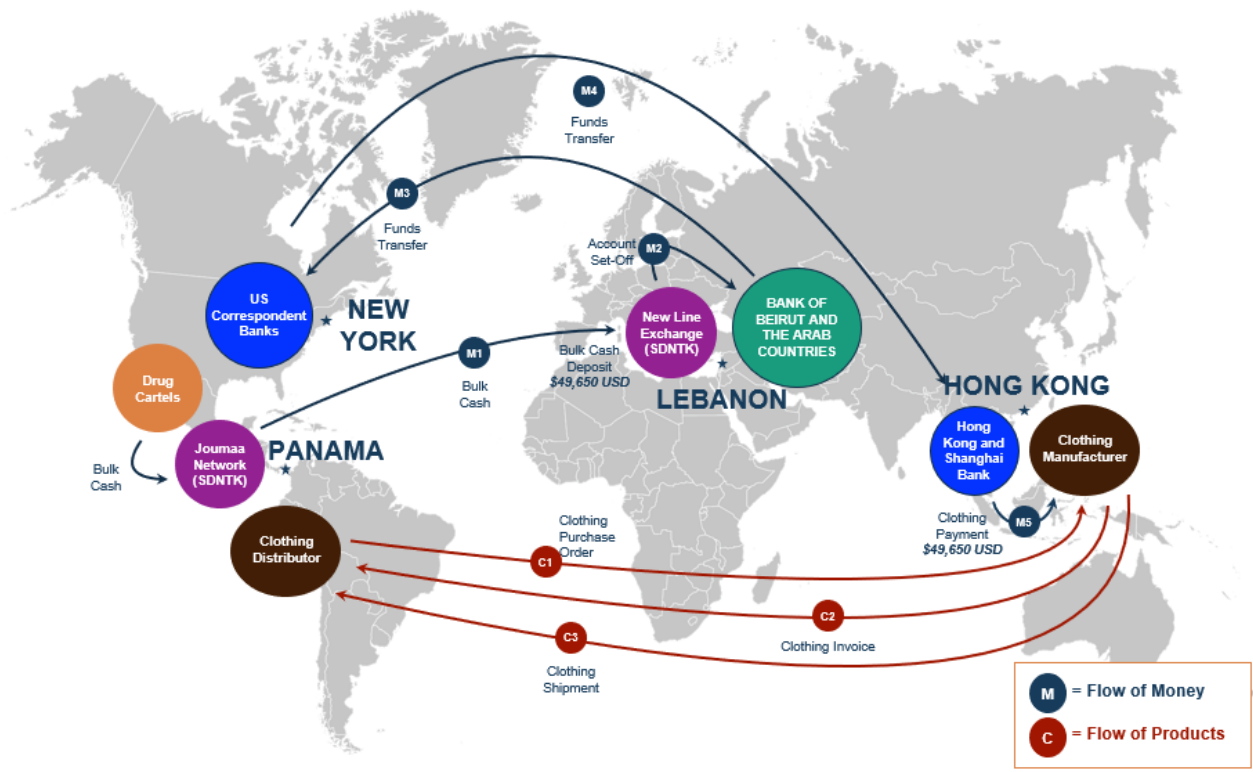 M4
Funds
Transfer
M3
Funds
Transfer
Account
Set-Off
M2
US
Correspondent
Banks
NEW
YORK
New Line
Exchange
(SDNTK)
BANK OF
BEIRUT AND
THE ARAB
COUNTRIES
M1
Bulk
Cash
Bulk Cash
Deposit
$49,650 USD
LEBANON
HONG KONG
Drug
Cartels
Bulk
Cash
Joumaa
Network
(SDNTK)
PANAMA
Hong
Kong and
Shanghai
Bank
Clothing
Manufacturer
Clothing
Payment
$49,650 USD
M5
Clothing
Distributor
Clothing
Purchase
Order
C1
C2
Clothing Invoice
C3
Clothing
Shipment
M = Flow of Money
C = Flow of Products